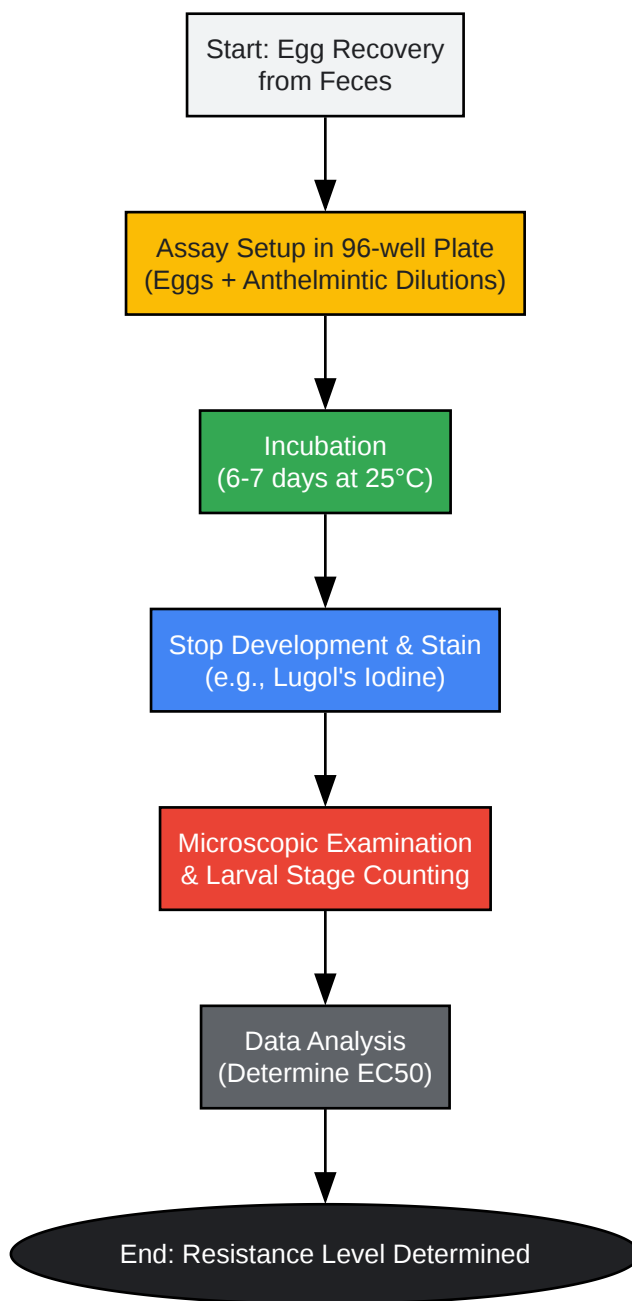 Start: Egg Recovery
from Feces
Assay Setup in 96-well Plate
(Eggs + Anthelmintic Dilutions)
Incubation
(6-7 days at 25°C)
Stop Development & Stain
(e.g., Lugol's Iodine)
Microscopic Examination
& Larval Stage Counting
Data Analysis
(Determine EC50)
End: Resistance Level Determined